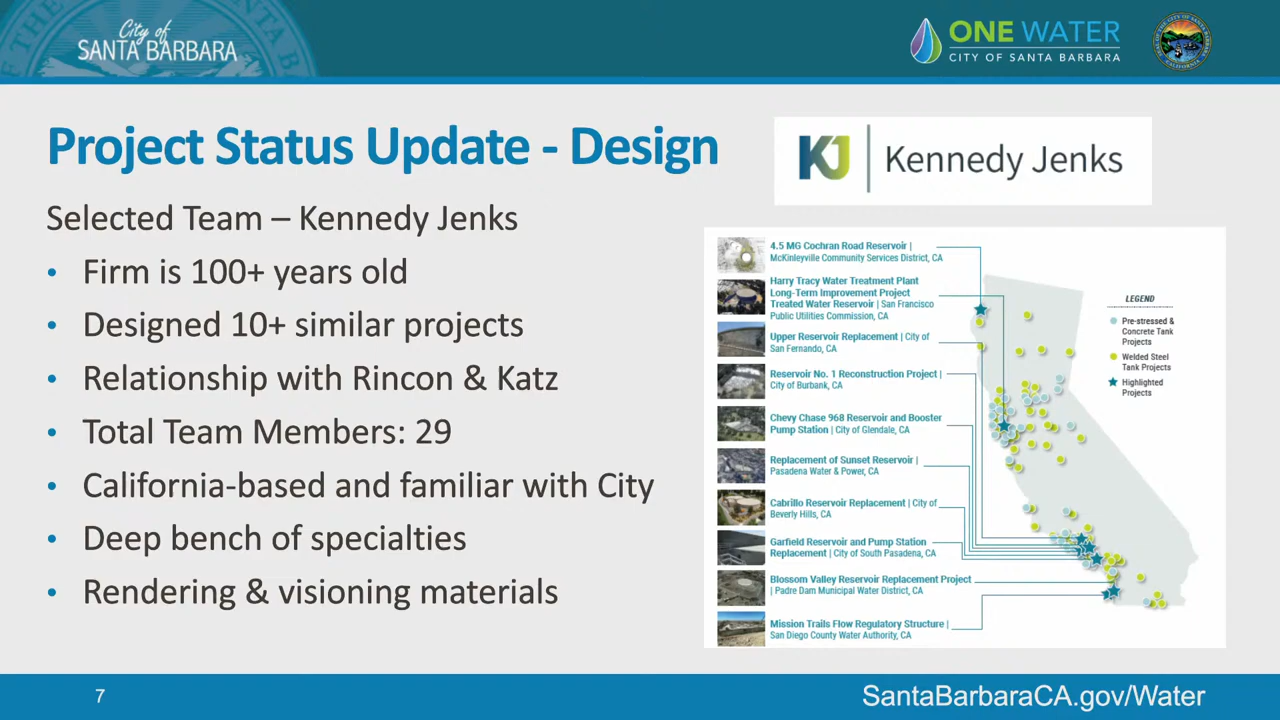 City of
SANTA BARBARA
ONE WATER
CITY OF SANTA BARBARA
Project Status Update - Design
KJ
Kennedy Jenks
Selected Team – Kennedy Jenks
• Firm is 100+ years old
• Designed 10+ similar projects
• Relationship with Rincon & Katz
• Total Team Members: 29
• California-based and familiar with City
• Deep bench of specialties
• Rendering & visioning materials
4.5 MG Cochran Road Reservoir |
McKinleyville Community Services District, CA
Harry Tracy Water Treatment Plant
Long-Term Improvement Project
Treated Water Reservoir | San Francisco
Public Utilities Commission, CA
Upper Reservoir Replacement | City of
San Fernando, CA
Reservoir No. 1 Reconstruction Project |
City of Burbank, CA
Chevy Chase 968 Reservoir and Booster
Pump Station | City of Glendale, CA
Replacement of Sunset Reservoir |
Pasadena Water & Power, CA
Cabrillo Reservoir Replacement | City of
Beverly Hills, CA
Garfield Reservoir and Pump Station
Replacement | City of South Pasadena, CA
Blossom Valley Reservoir Replacement Project
| Padre Dam Municipal Water District, CA
Mission Trails Flow Regulatory Structure |
San Diego County Water Authority, CA
LEGEND
Pre-stressed &
Concrete Tank
Projects
Welded Steel
Tank Projects
Highlighted
Projects
7
SantaBarbaraCA.gov/Water